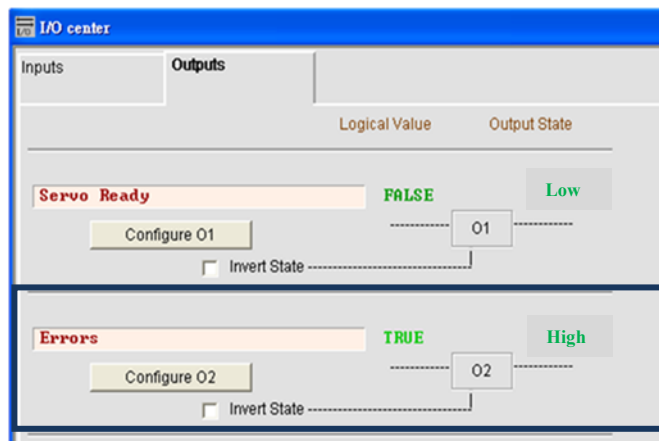 I/O center
Inputs Outputs
Logical Value Output State
Servo Ready FALSE Low
Configure O1 O1
Invert State
Errors TRUE High
Configure O2 O2
Invert State